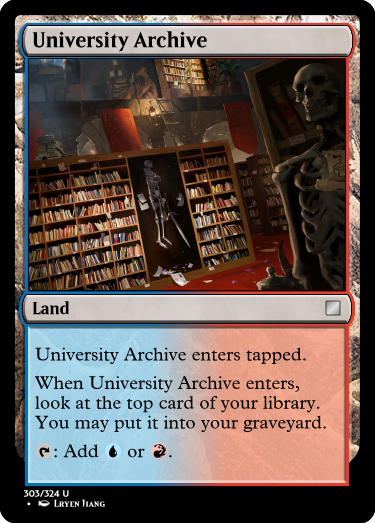 University Archive
Land
University Archive enters tapped.
When University Archive enters,
look at the top card of your library.
You may put it into your graveyard.
: Add or .
303/324 U
• Lryen Jiang